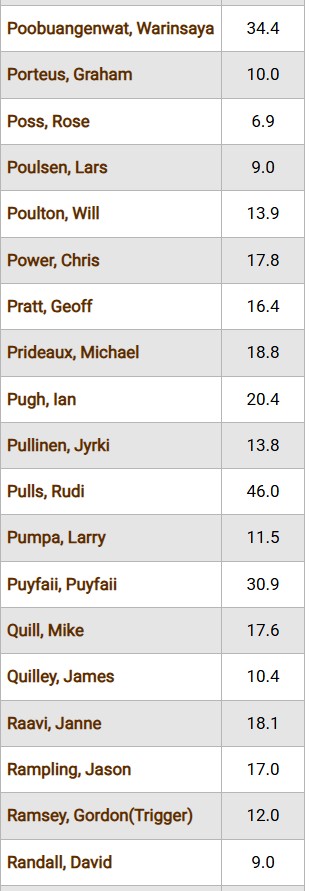 Poobuangenwat, Warinsaya 34.4
Porteus, Graham 10.0
Poss, Rose 6.9
Poulsen, Lars 9.0
Poulton, Will 13.9
Power, Chris 17.8
Pratt, Geoff 16.4
Prideaux, Michael 18.8
Pugh, Ian 20.4
Pullinen, Jyrki 13.8
Pulls, Rudi 46.0
Pumpa, Larry 11.5
Puyfaii, Puyfaii 30.9
Quill, Mike 17.6
Quilley, James 10.4
Raavi, Janne 18.1
Rampling, Jason 17.0
Ramsey, Gordon(Trigger) 12.0
Randall, David 9.0